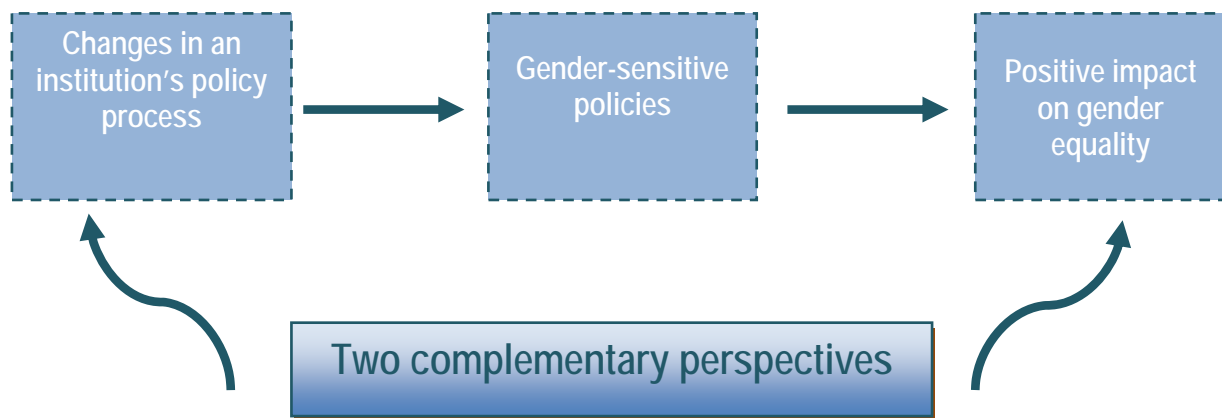 Changes in an
institution's policy
process
Gender-sensitive
policies
Positive impact
on gender
equality
Two complementary perspectives